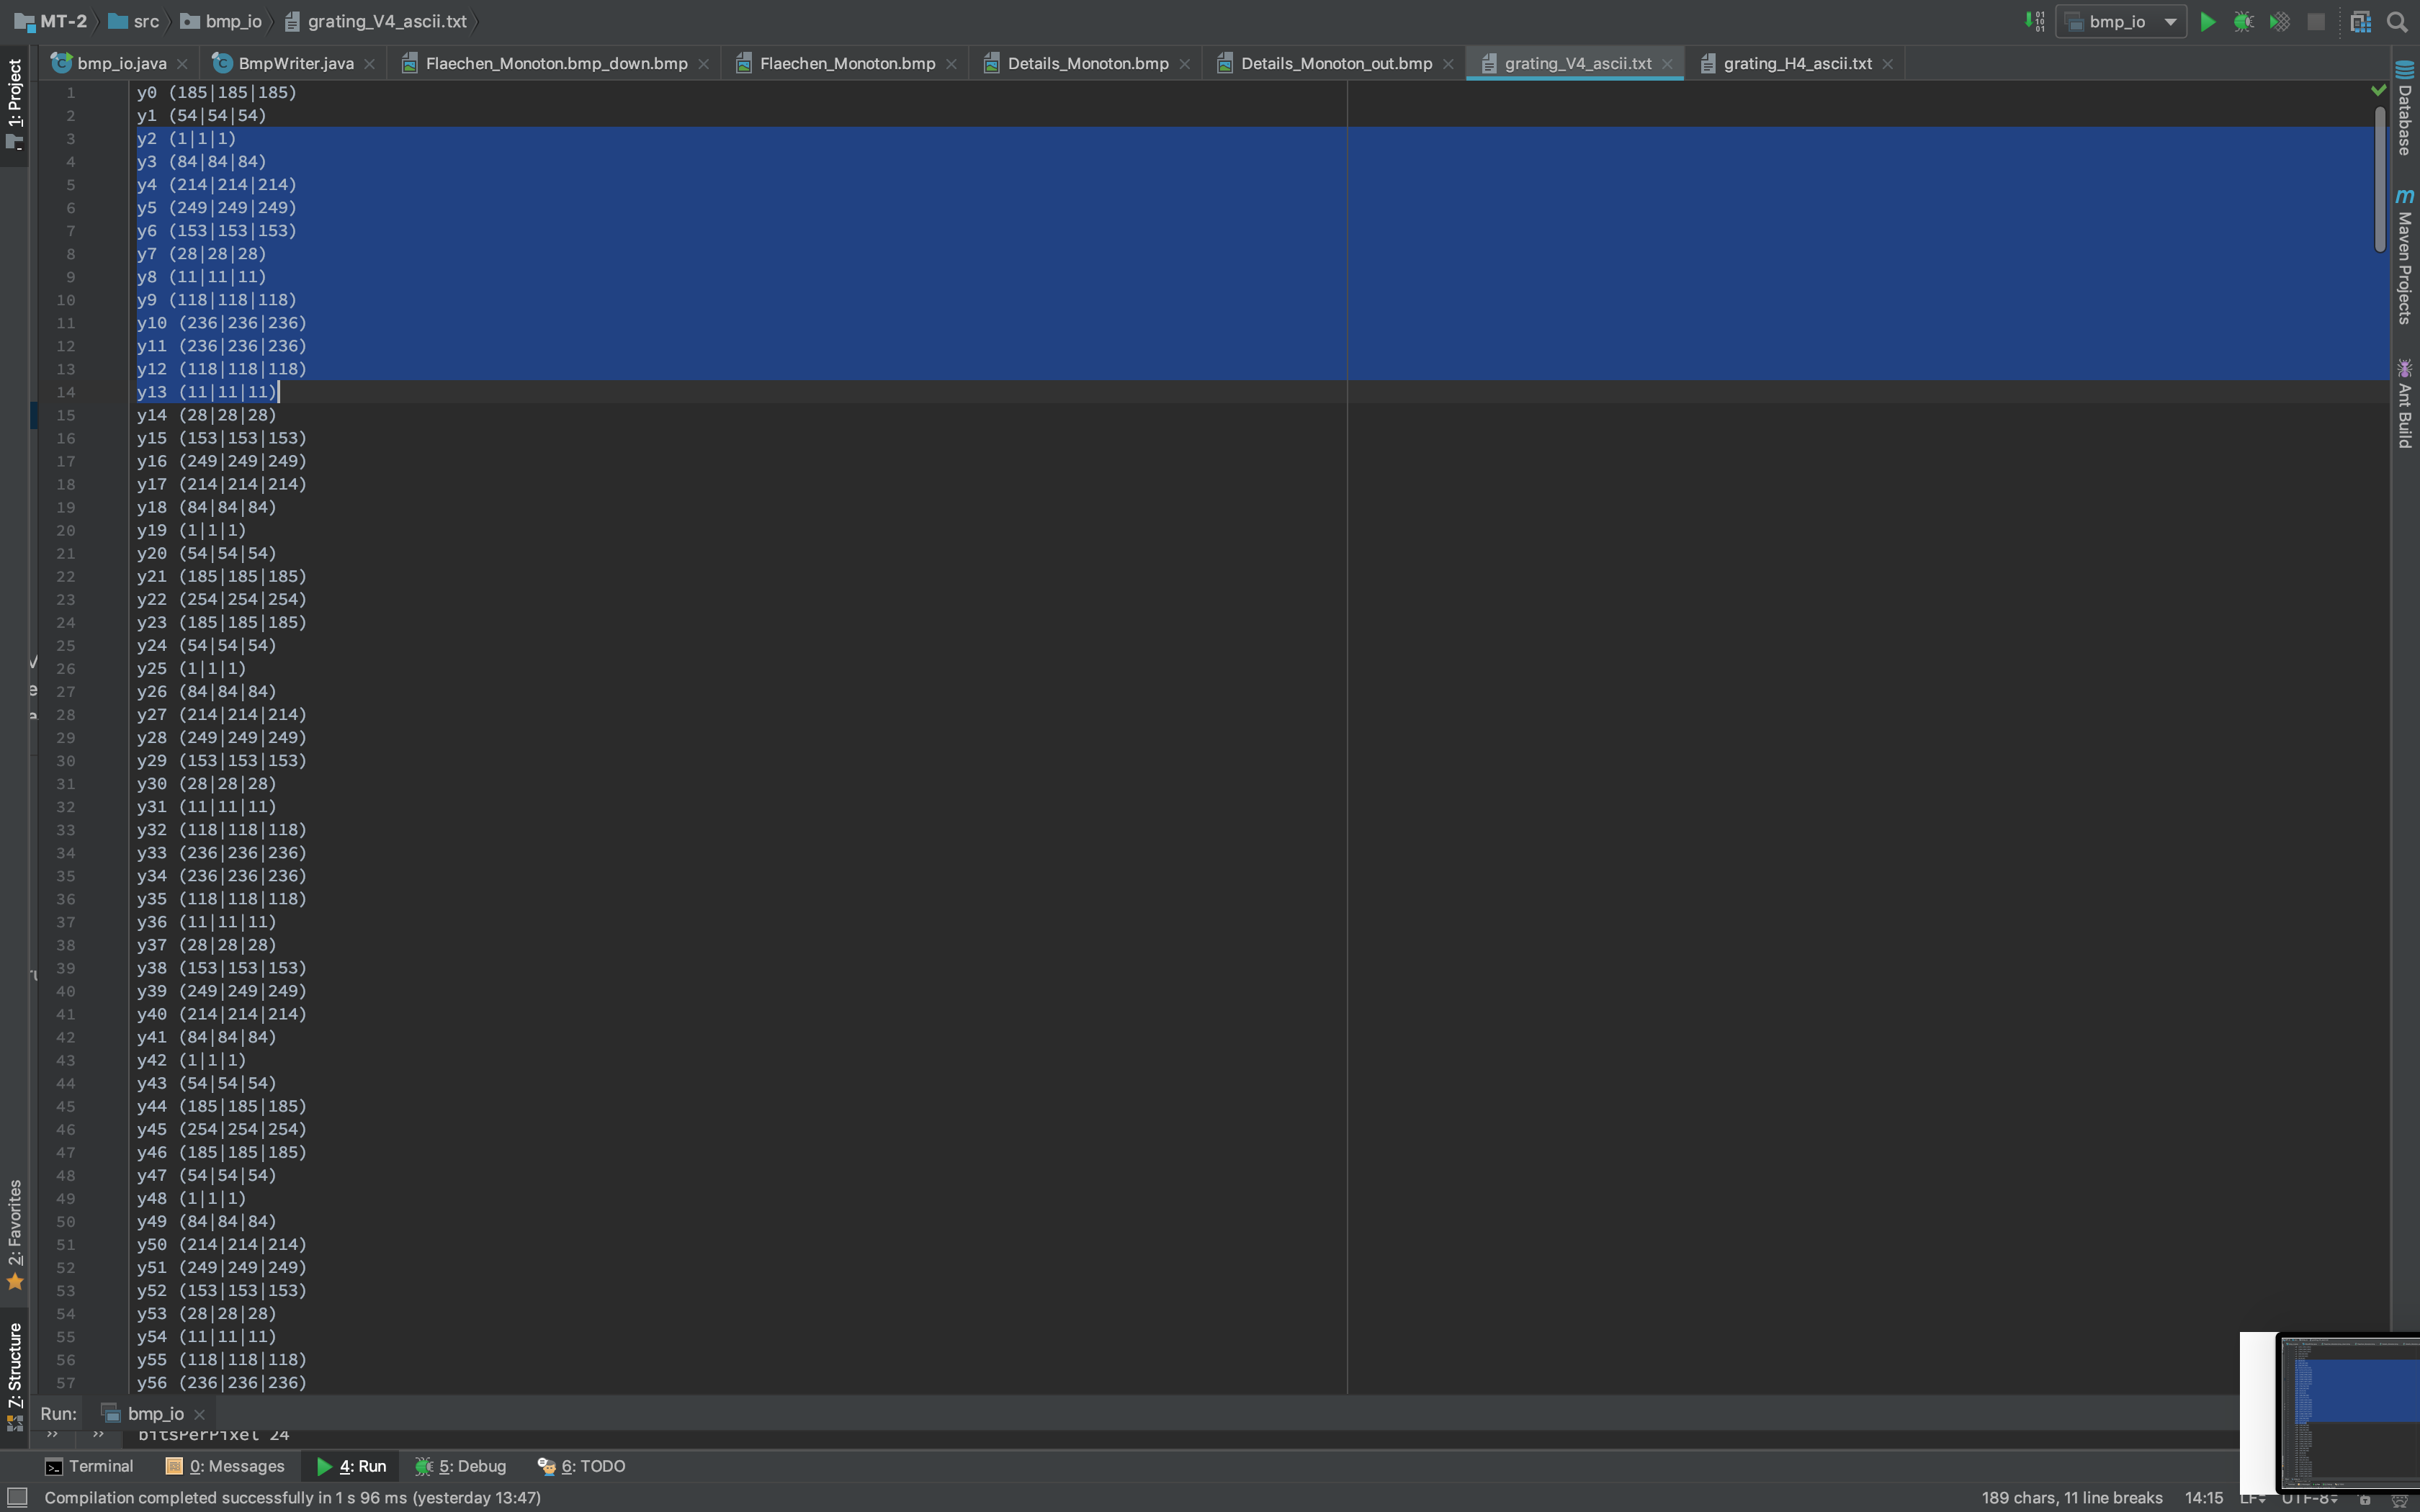 MT-2 src bmp_io grating_V4_ascii.txt
bmp_io
bmp_io.java BmpWriter.java Flaechen_Monoton.bmp_down.bmp Flaechen_Monoton.bmp Details_Monoton.bmp Details_Monoton_out.bmp grating_V4_ascii.txt grating_H4_ascii.txt
1: Project
2: Favorites
7: Structure
Database
Maven Projects
Ant Build
1 y0 (185|185|185)
2 y1 (54|54|54)
3 y2 (1|1|1)
4 y3 (84|84|84)
5 y4 (214|214|214)
6 y5 (249|249|249)
7 y6 (153|153|153)
8 y7 (28|28|28)
9 y8 (11|11|11)
10 y9 (118|118|118)
11 y10 (236|236|236)
12 y11 (236|236|236)
13 y12 (118|118|118)
14 y13 (11|11|11)
15 y14 (28|28|28)
16 y15 (153|153|153)
17 y16 (249|249|249)
18 y17 (214|214|214)
19 y18 (84|84|84)
20 y19 (1|1|1)
21 y20 (54|54|54)
22 y21 (185|185|185)
23 y22 (254|254|254)
24 y23 (185|185|185)
25 y24 (54|54|54)
26 y25 (1|1|1)
27 y26 (84|84|84)
28 y27 (214|214|214)
29 y28 (249|249|249)
30 y29 (153|153|153)
31 y30 (28|28|28)
32 y31 (11|11|11)
33 y32 (118|118|118)
34 y33 (236|236|236)
35 y34 (236|236|236)
36 y35 (118|118|118)
37 y36 (11|11|11)
38 y37 (28|28|28)
39 y38 (153|153|153)
40 y39 (249|249|249)
41 y40 (214|214|214)
42 y41 (84|84|84)
43 y42 (1|1|1)
44 y43 (54|54|54)
45 y44 (185|185|185)
46 y45 (254|254|254)
47 y46 (185|185|185)
48 y47 (54|54|54)
49 y48 (1|1|1)
50 y49 (84|84|84)
51 y50 (214|214|214)
52 y51 (249|249|249)
53 y52 (153|153|153)
54 y53 (28|28|28)
55 y54 (11|11|11)
56 y55 (118|118|118)
57 y56 (236|236|236)
Run: bmp_io
bitsPerPixel 24
Terminal 0: Messages 4: Run 5: Debug 6: TODO
Compilation completed successfully in 1 s 96 ms (yesterday 13:47) 189 chars, 11 line breaks 14:15 LF UTF-8